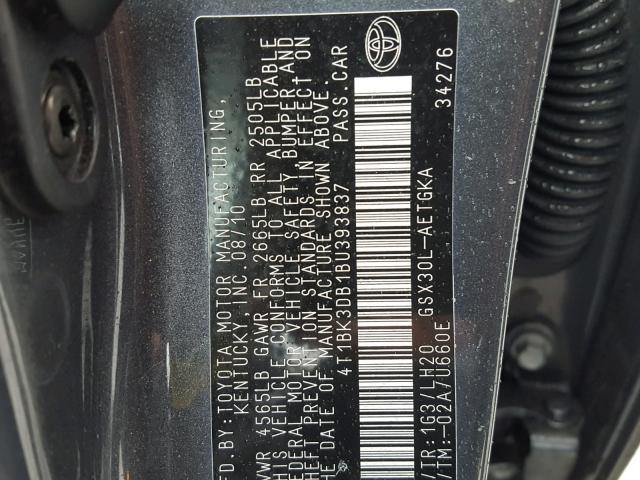 MFD.BY:TOYOTA MOTOR MANUFACTURING,
KENTUCKY,INC. 08/10
GVWR 4565LB GAWR FR 2665LB RR 2505LB
THIS VEHICLE CONFORMS TO ALL APPLICABLE
FEDERAL MOTOR VEHICLE SAFETY BUMPER AND
THEFT PREVENTION STANDARDS IN EFFECT ON
THE DATE OF MANUFACTURE SHOWN ABOVE.
4T1BK3DB1BU393837 PASS.CAR
C/TR:1G3/LH20 GSX30L-AETGKA
A/TM:-02A/U660E 34276